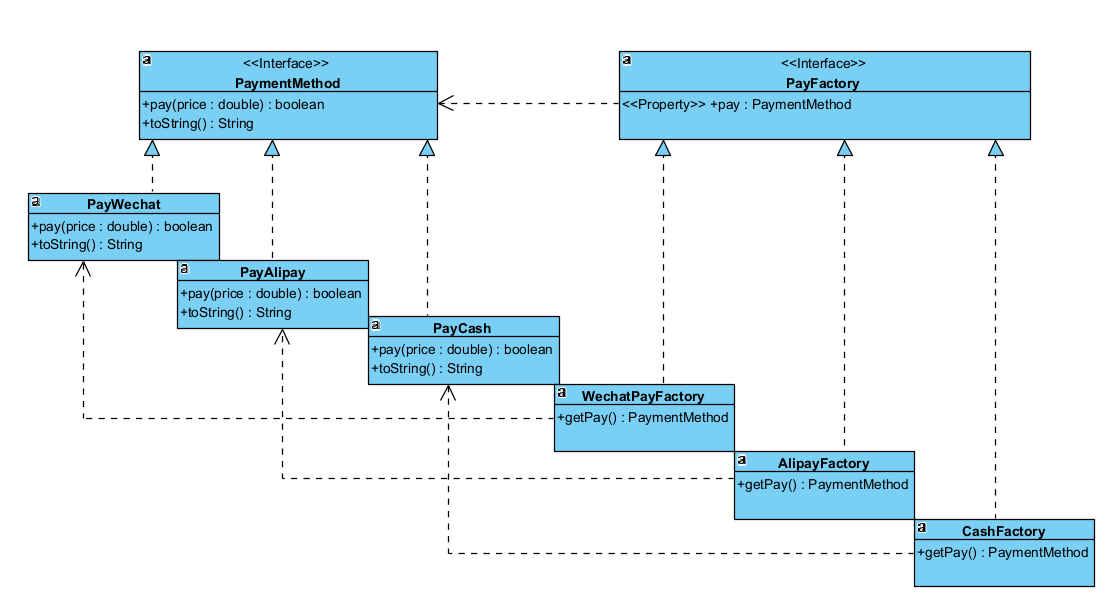 a
<<Interface>>
PaymentMethod
+pay(price : double) : boolean
+toString() : String
a
<<Interface>>
PayFactory
<<Property>> +pay : PaymentMethod
a
PayWechat
+pay(price : double) : boolean
+toString() : String
a
PayAlipay
+pay(price : double) : boolean
+toString() : String
a
PayCash
+pay(price : double) : boolean
+toString() : String
a
WechatPayFactory
+getPay() : PaymentMethod
a
AlipayFactory
+getPay() : PaymentMethod
a
CashFactory
+getPay() : PaymentMethod